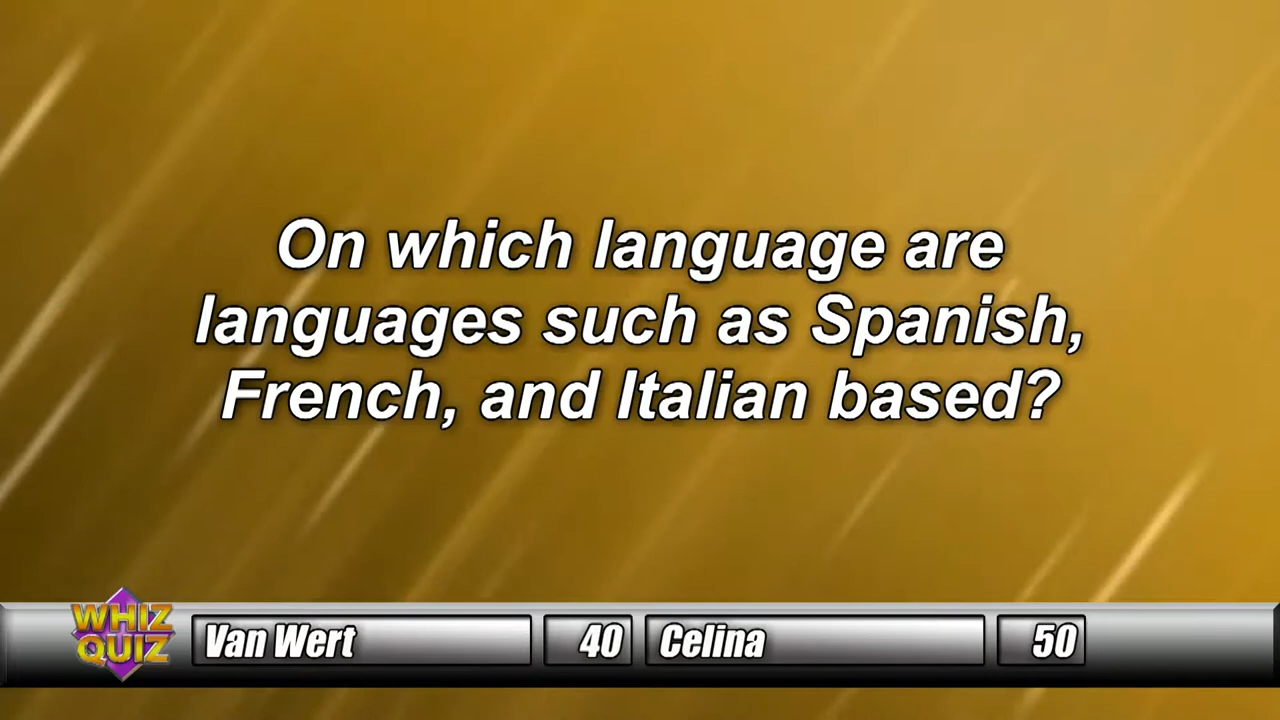 On which language are
languages such as Spanish,
French, and Italian based?
WHIZ
QUIZ
Van Wert 40 Celina 50